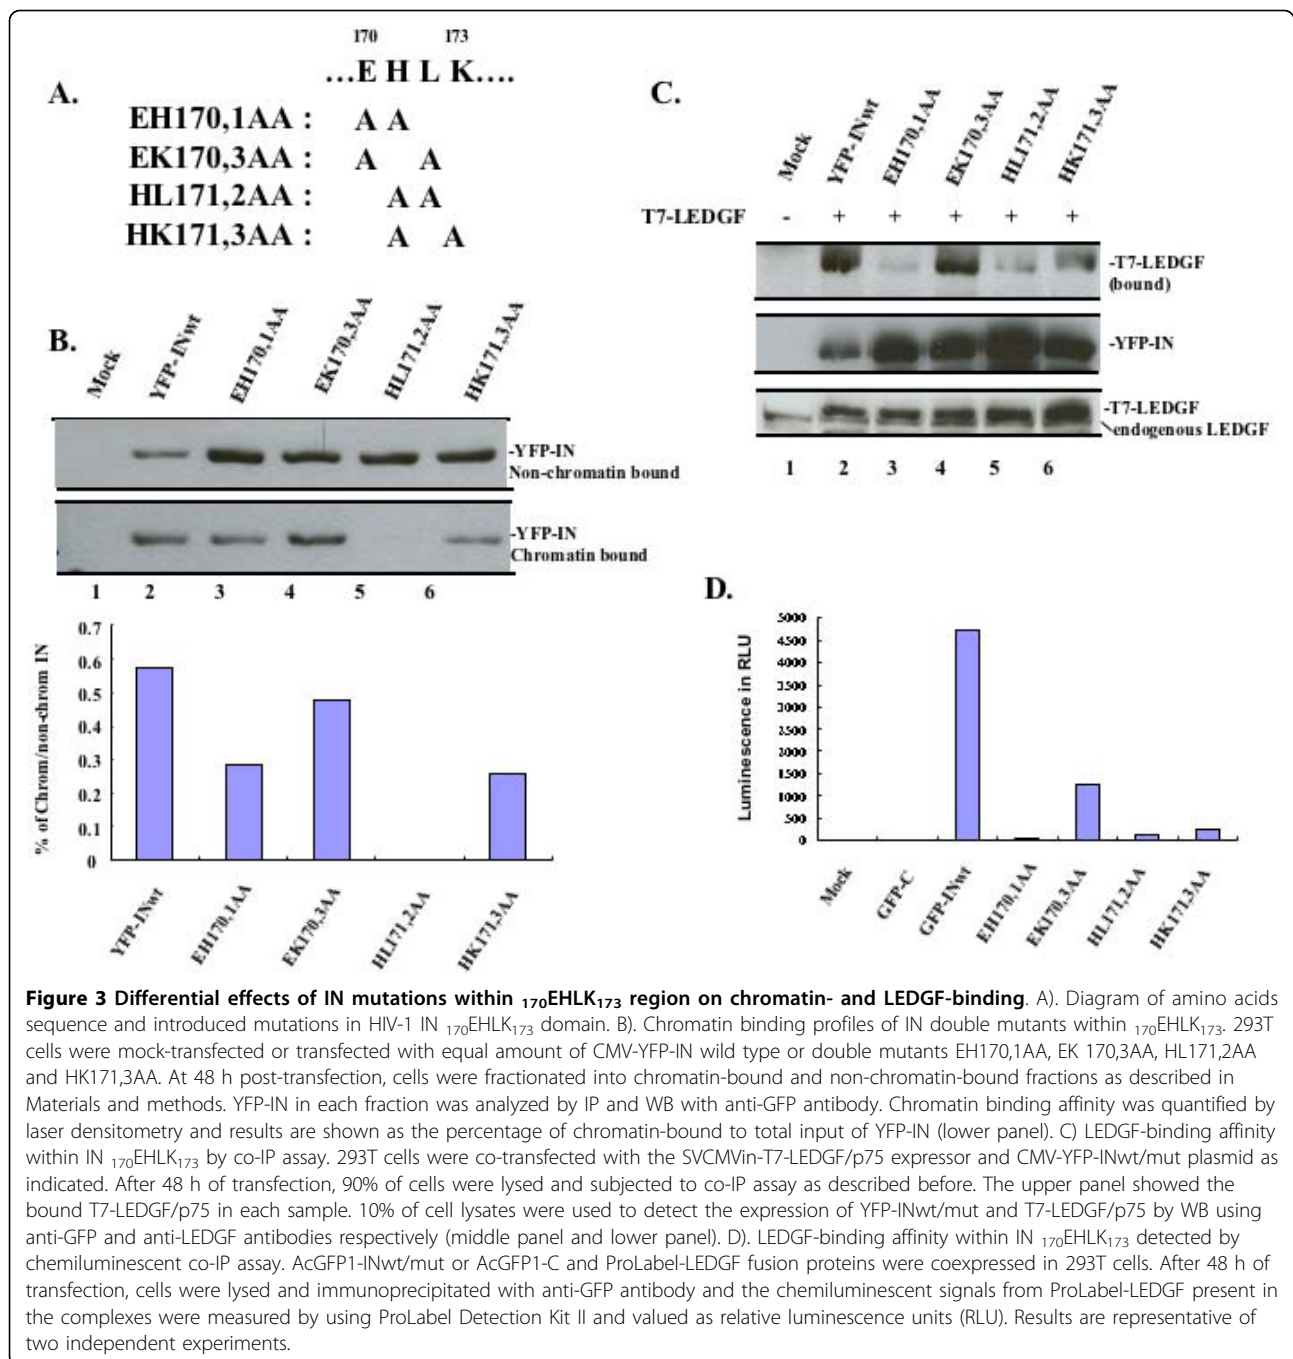 A.
170 173
...E H L K....
EH170,1AA : A A
EK170,3AA : A A
HL171,2AA : A A
HK171,3AA : A A
B.
Mock YFP-INwt EH170,1AA EK170,3AA HL171,2AA HK171,3AA
-YFP-IN
Non-chromatin bound
-YFP-IN
Chromatin bound
1 2 3 4 5 6
% of Chrom/non-chrom IN
0.7
0.6
0.5
0.4
0.3
0.2
0.1
0
YFP-INwt EH170,1AA EK170,3AA HL171,2AA HK171,3AA
C.
Mock YFP-INwt EH170,1AA EK170,3AA HL171,2AA HK171,3AA
T7-LEDGF - + + + + +
-T7-LEDGF
(bound)
-YFP-IN
-T7-LEDGF
endogenous LEDGF
1 2 3 4 5 6
D.
Luminescence in RLU
5000
4500
4000
3500
3000
2500
2000
1500
1000
500
0
Mock GFP-C GFP-INwt EH170,1AA EK170,3AA HL171,2AA HK171,3AA
Figure 3 Differential effects of IN mutations within 170EHLK173 region on chromatin- and LEDGF-binding. A). Diagram of amino acids
sequence and introduced mutations in HIV-1 IN 170EHLK173 domain. B). Chromatin binding profiles of IN double mutants within 170EHLK173. 293T
cells were mock-transfected or transfected with equal amount of CMV-YFP-IN wild type or double mutants EH170,1AA, EK 170,3AA, HL171,2AA
and HK171,3AA. At 48 h post-transfection, cells were fractionated into chromatin-bound and non-chromatin-bound fractions as described in
Materials and methods. YFP-IN in each fraction was analyzed by IP and WB with anti-GFP antibody. Chromatin binding affinity was quantified by
laser densitometry and results are shown as the percentage of chromatin-bound to total input of YFP-IN (lower panel). C) LEDGF-binding affinity
within IN 170EHLK173 by co-IP assay. 293T cells were co-transfected with the SVCMVin-T7-LEDGF/p75 expressor and CMV-YFP-INwt/mut plasmid as
indicated. After 48 h of transfection, 90% of cells were lysed and subjected to co-IP assay as described before. The upper panel showed the
bound T7-LEDGF/p75 in each sample. 10% of cell lysates were used to detect the expression of YFP-INwt/mut and T7-LEDGF/p75 by WB using
anti-GFP and anti-LEDGF antibodies respectively (middle panel and lower panel). D). LEDGF-binding affinity within IN 170EHLK173 detected by
chemiluminescent co-IP assay. AcGFP1-INwt/mut or AcGFP1-C and ProLabel-LEDGF fusion proteins were coexpressed in 293T cells. After 48 h of
transfection, cells were lysed and immunoprecipitated with anti-GFP antibody and the chemiluminescent signals from ProLabel-LEDGF present in
the complexes were measured by using ProLabel Detection Kit II and valued as relative luminescence units (RLU). Results are representative of
two independent experiments.